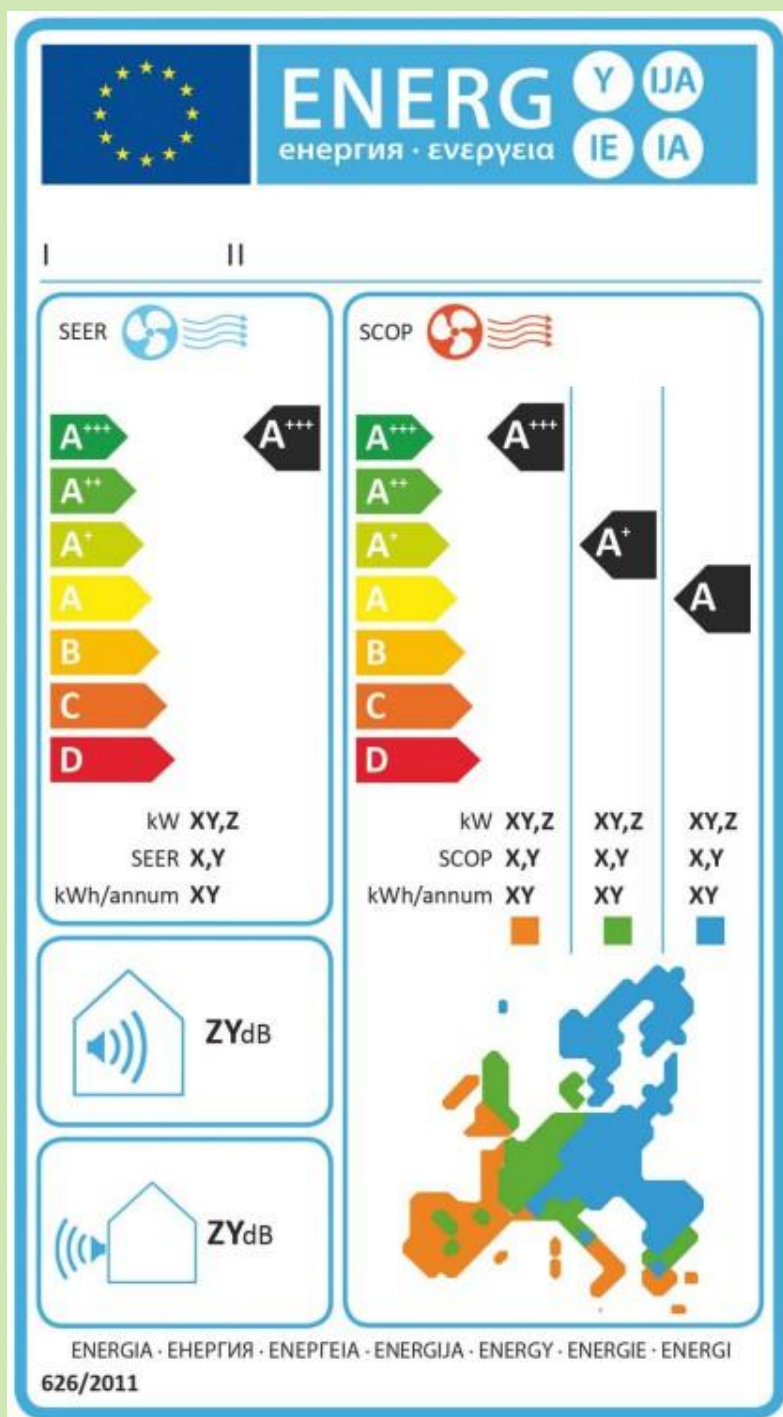 ENERG Y IJA
енергия · ενεργεια IE IA
I II
SEER
A+++ A+++
A++
A+
A
B
C
D
kW XY,Z
SEER X,Y
kWh/annum XY
SCOP
A+++ A+++
A++
A+ A+
A A
B
C
D
kW XY,Z XY,Z XY,Z
SCOP X,Y X,Y X,Y
kWh/annum XY XY XY
ZYdB
ZYdB
ENERGIA · ЕНЕРГИЯ · ΕΝΕΡΓΕΙΑ · ENERGIJA · ENERGY · ENERGIE · ENERGI
626/2011